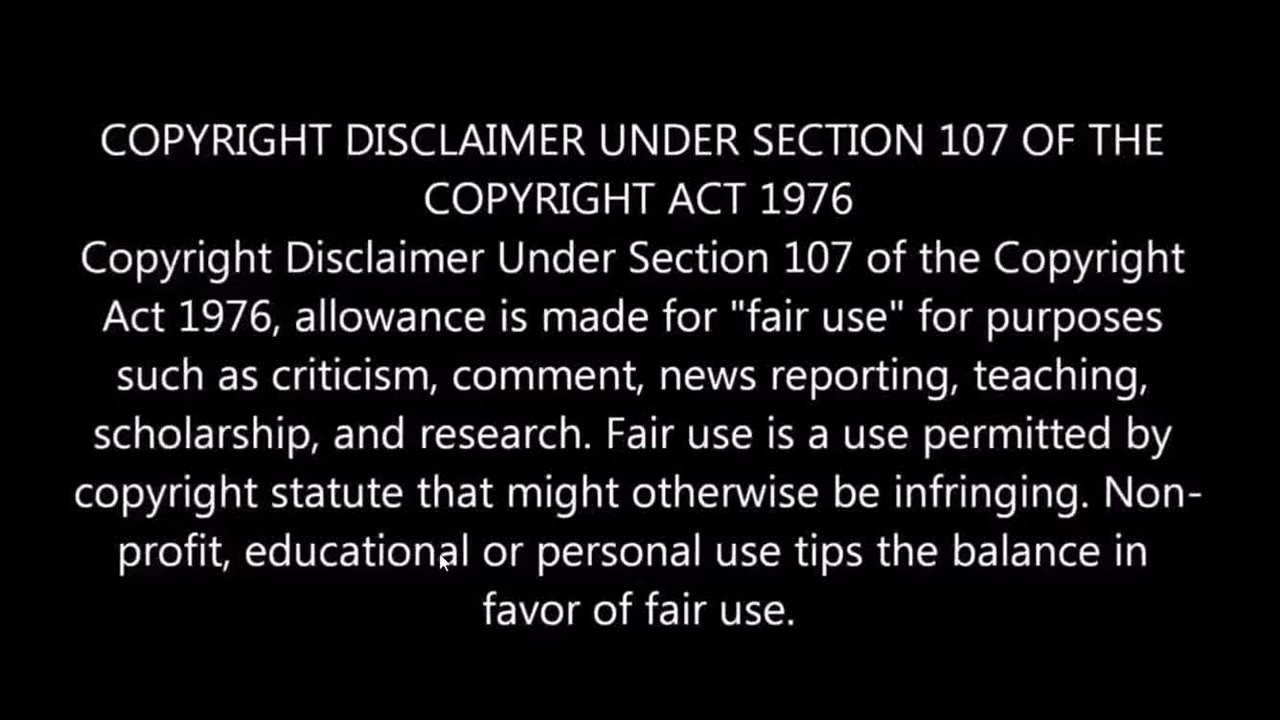 COPYRIGHT DISCLAIMER UNDER SECTION 107 OF THE
COPYRIGHT ACT 1976
Copyright Disclaimer Under Section 107 of the Copyright
Act 1976, allowance is made for "fair use" for purposes
such as criticism, comment, news reporting, teaching,
scholarship, and research. Fair use is a use permitted by
copyright statute that might otherwise be infringing. Non-
profit, educational or personal use tips the balance in
favor of fair use.